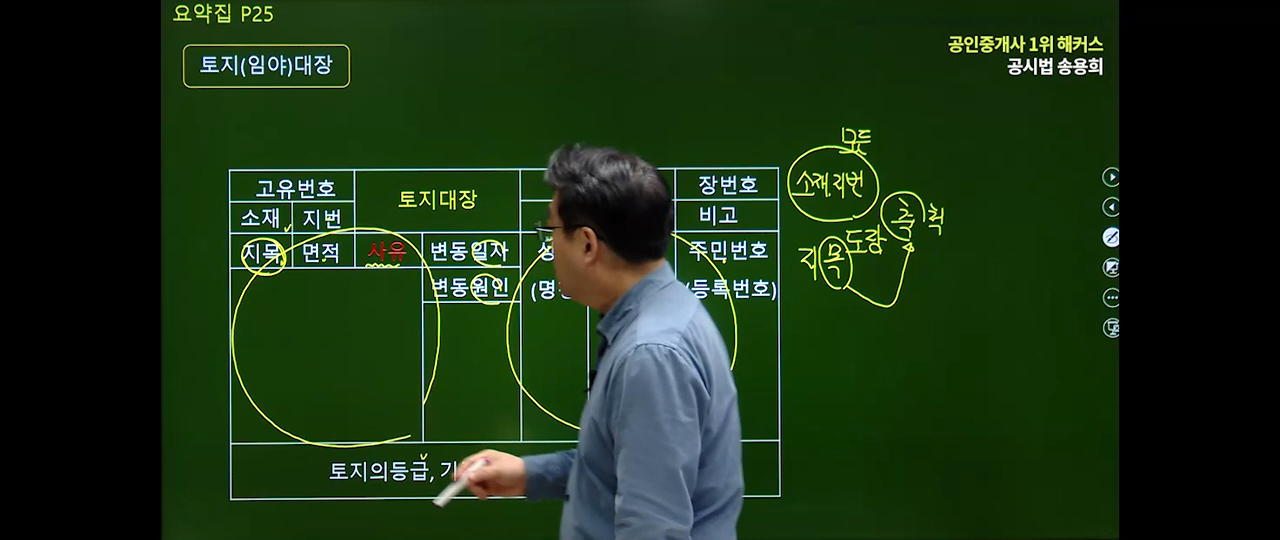 요약집 P25
공인중개사 1위 해커스
공시법 송용희
토지(임야)대장
모든
고유번호
토지대장
장번호
소재지번
소재
지번
비고
축척
지목
면적
사유
변동일자
주민번호
지목
도람
변동원인
(명
(등록번호)
토지의등급, 기